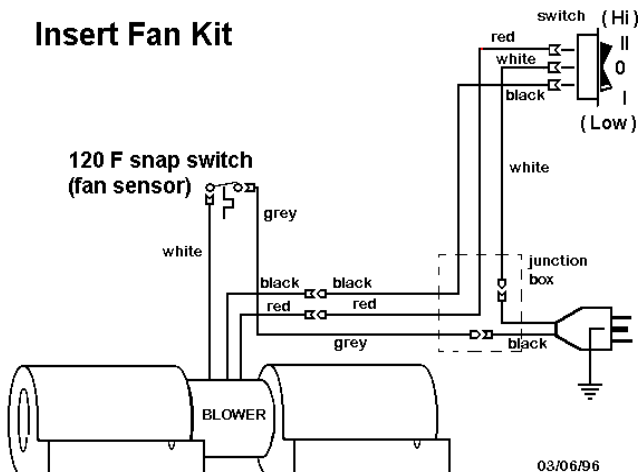 Insert Fan Kit
switch
( Hi )
II
0
I
( Low )
red
white
black
120 F snap switch
(fan sensor)
grey
white
white
junction
box
black
black
red
red
grey
black
BLOWER
03/06/96